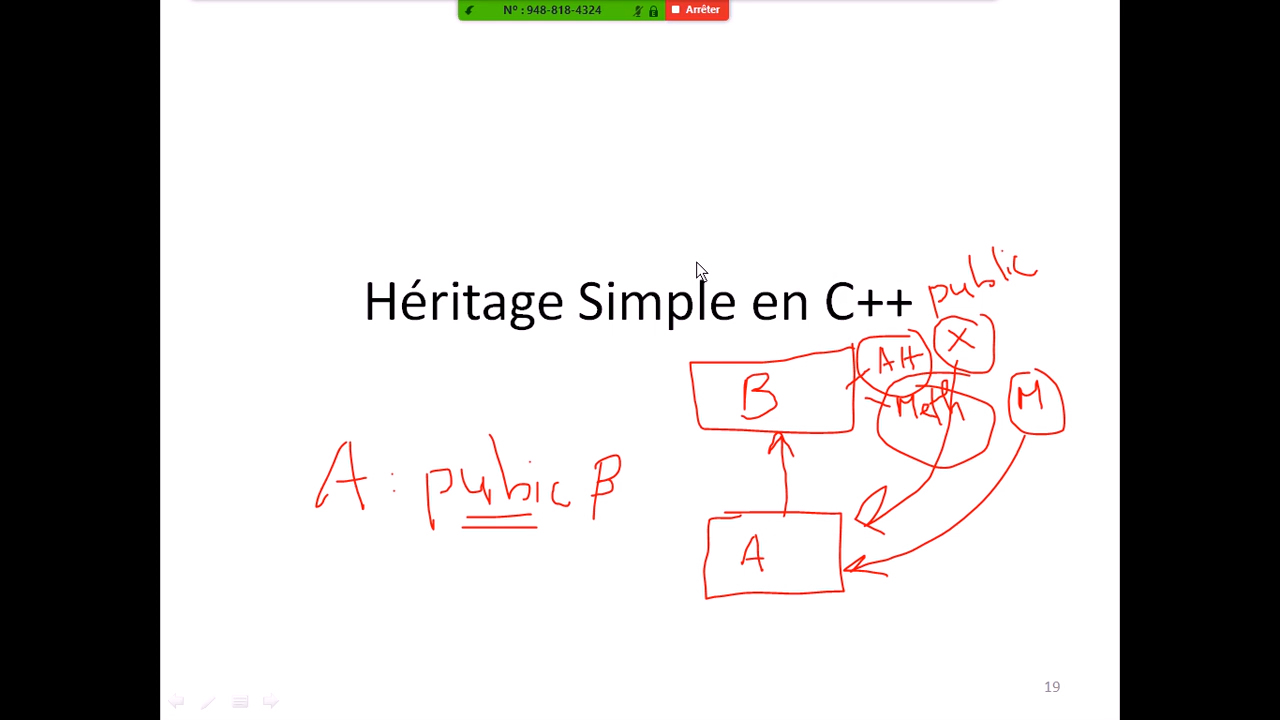 N° : 948-818-4324 Arrêter
Héritage Simple en C++
public
X
AH
M
Meth
B
A : pubic B
A
19